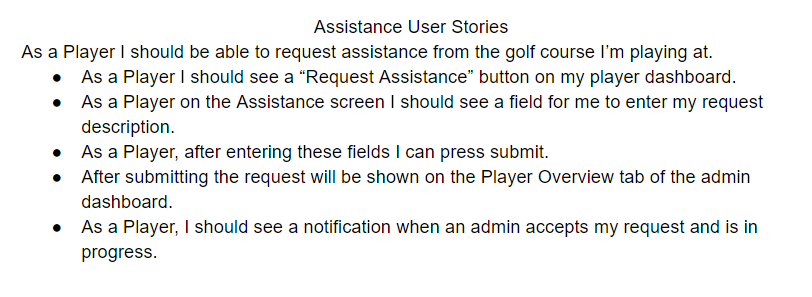 Assistance User Stories
As a Player I should be able to request assistance from the golf course I’m playing at.
● As a Player I should see a “Request Assistance” button on my player dashboard.
● As a Player on the Assistance screen I should see a field for me to enter my request
description.
● As a Player, after entering these fields I can press submit.
● After submitting the request will be shown on the Player Overview tab of the admin
dashboard.
● As a Player, I should see a notification when an admin accepts my request and is in
progress.